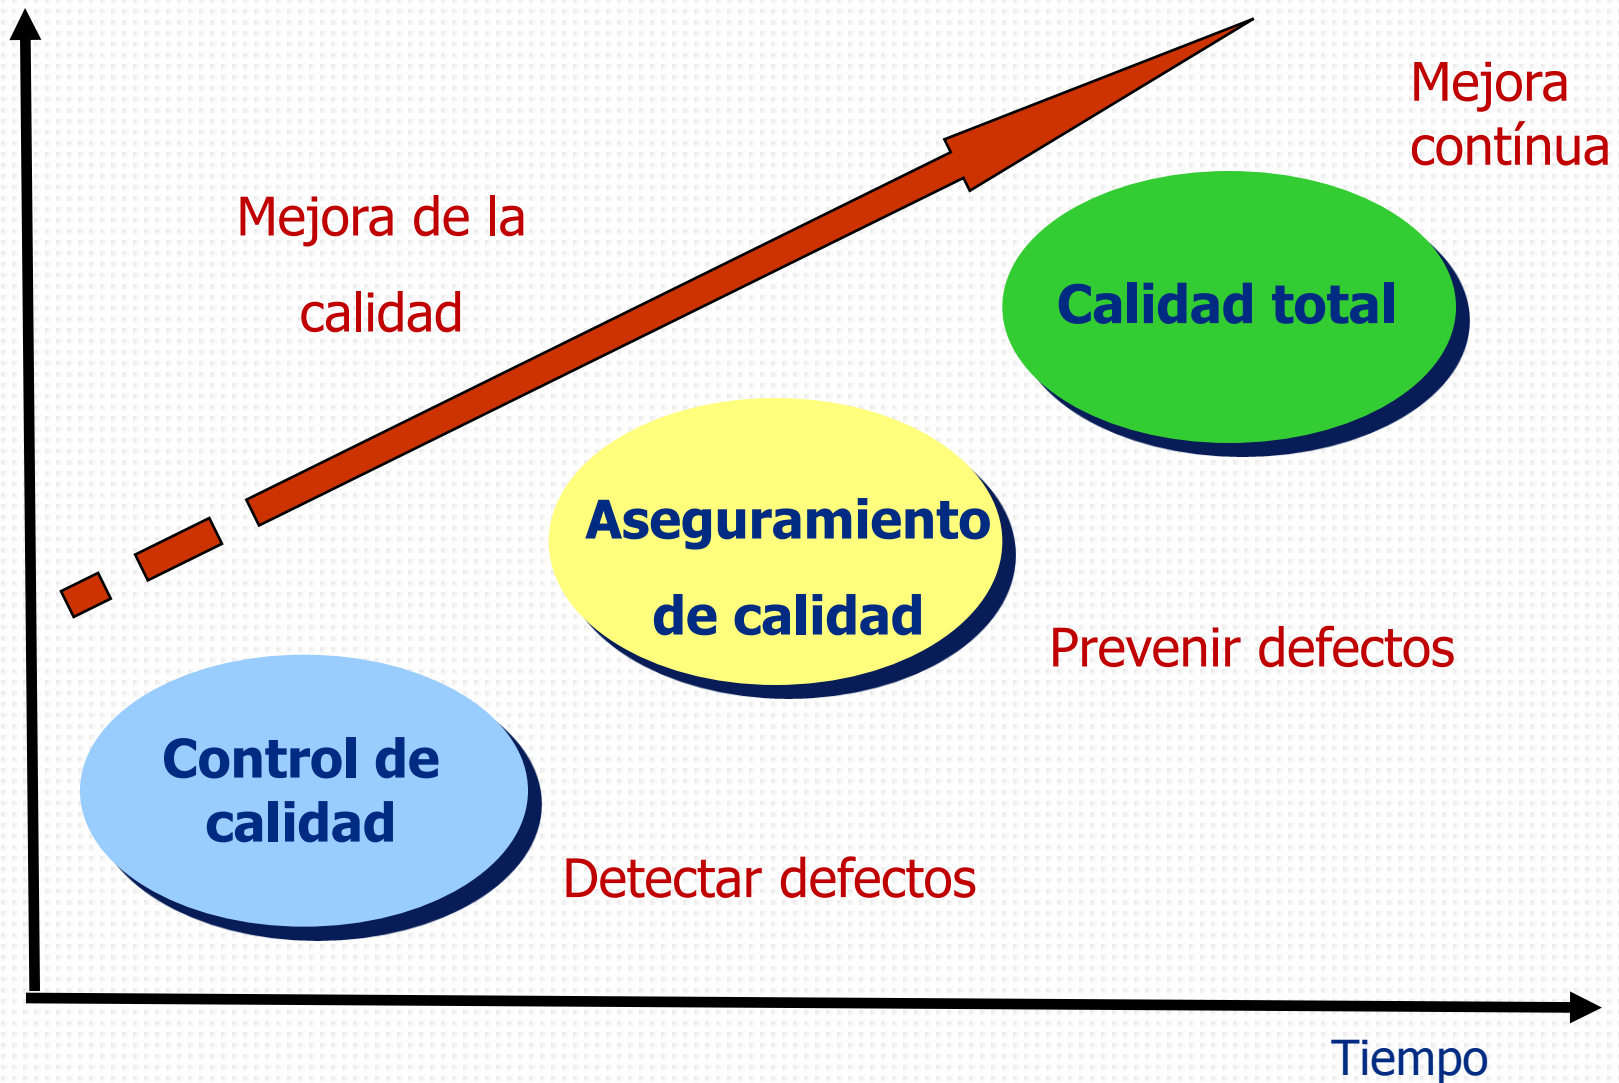 Mejora
contínua
Mejora de la
calidad
Calidad total
Aseguramiento
de calidad
Prevenir defectos
Control de
calidad
Detectar defectos
Tiempo